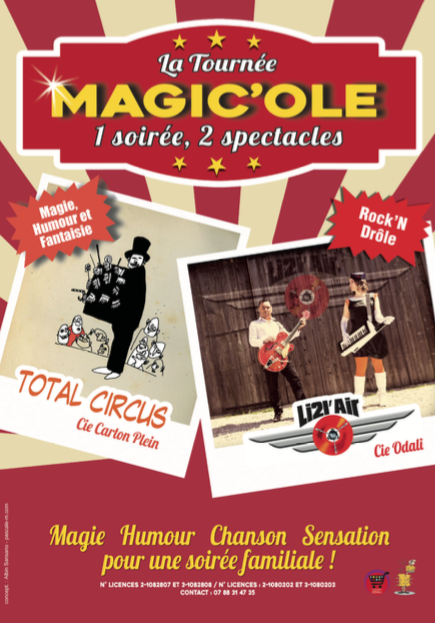 La Tournée
MAGIC'OLE
1 soirée, 2 spectacles
Magie,
Humour et
Fantaisie
Rock'N
Drôle
TOTAL CIRCUS
Cie Carton Plein
Li2l'Air
Li2l'Air
Cie Odali
Magie Humour Chanson Sensation
pour une soirée familiale !
N° LICENCES 2-1082807 ET 3-1082808 / N° LICENCES : 2-1080202 ET 3-1080203
CONTACT : 07 88 31 47 35